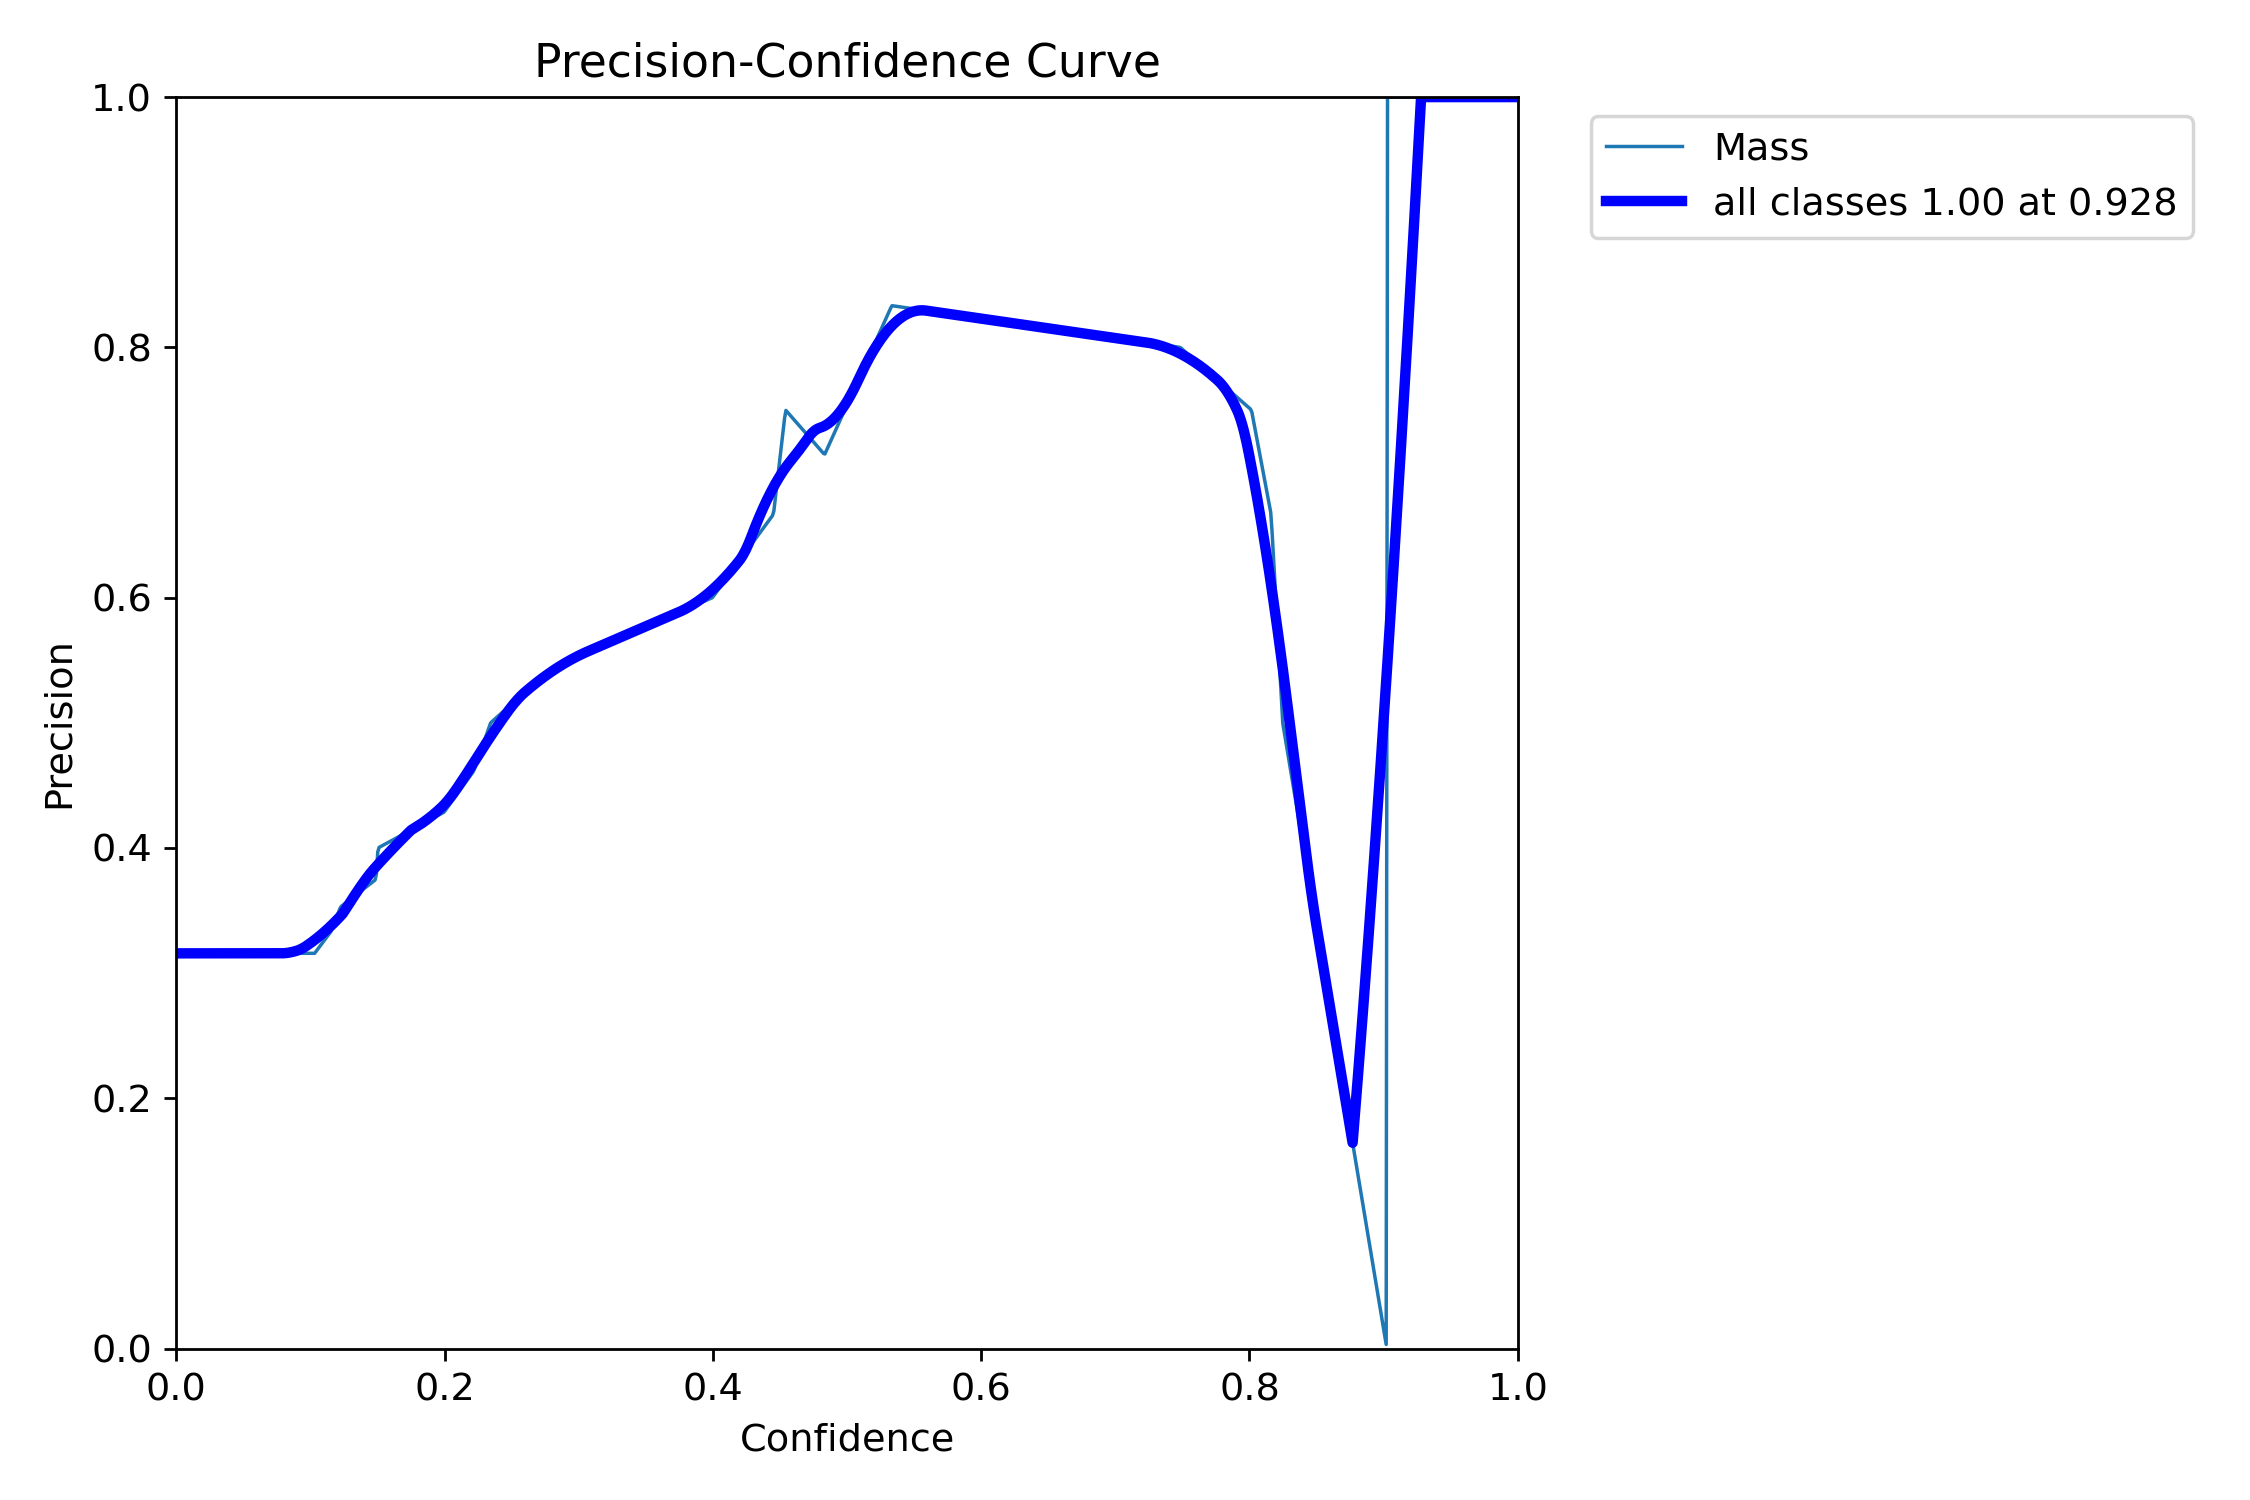 Precision-Confidence Curve
Mass
all classes 1.00 at 0.928
1.0
0.8
0.6
0.4
0.2
0.0
Precision
0.0 0.2 0.4 0.6 0.8 1.0
Confidence